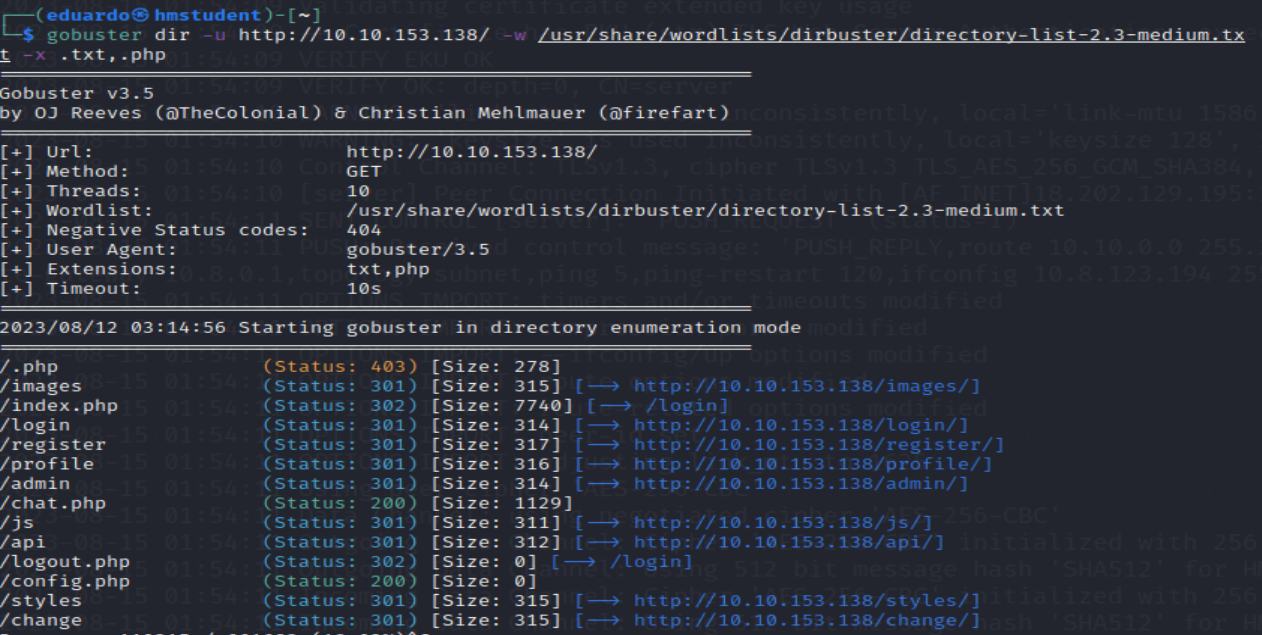 (eduardo㉿hmstudent)-[~]
$ gobuster dir -u http://10.10.153.138/ -w /usr/share/wordlists/dirbuster/directory-list-2.3-medium.tx
t -x .txt,.php
Gobuster v3.5
by OJ Reeves (@TheColonial) & Christian Mehlmauer (@firefart)
[+] Url: http://10.10.153.138/
[+] Method: GET
[+] Threads: 10
[+] Wordlist: /usr/share/wordlists/dirbuster/directory-list-2.3-medium.txt
[+] Negative Status codes: 404
[+] User Agent: gobuster/3.5
[+] Extensions: txt,php
[+] Timeout: 10s
2023/08/12 03:14:56 Starting gobuster in directory enumeration mode
/.php (Status: 403) [Size: 278]
/images (Status: 301) [Size: 315] [--> http://10.10.153.138/images/]
/index.php (Status: 302) [Size: 7740] [--> /login]
/login (Status: 301) [Size: 314] [--> http://10.10.153.138/login/]
/register (Status: 301) [Size: 317] [--> http://10.10.153.138/register/]
/profile (Status: 301) [Size: 316] [--> http://10.10.153.138/profile/]
/admin (Status: 301) [Size: 314] [--> http://10.10.153.138/admin/]
/chat.php (Status: 200) [Size: 1129]
/js (Status: 301) [Size: 311] [--> http://10.10.153.138/js/]
/api (Status: 301) [Size: 312] [--> http://10.10.153.138/api/]
/logout.php (Status: 302) [Size: 0] [--> /login]
/config.php (Status: 200) [Size: 0]
/styles (Status: 301) [Size: 315] [--> http://10.10.153.138/styles/]
/change (Status: 301) [Size: 315] [--> http://10.10.153.138/change/]